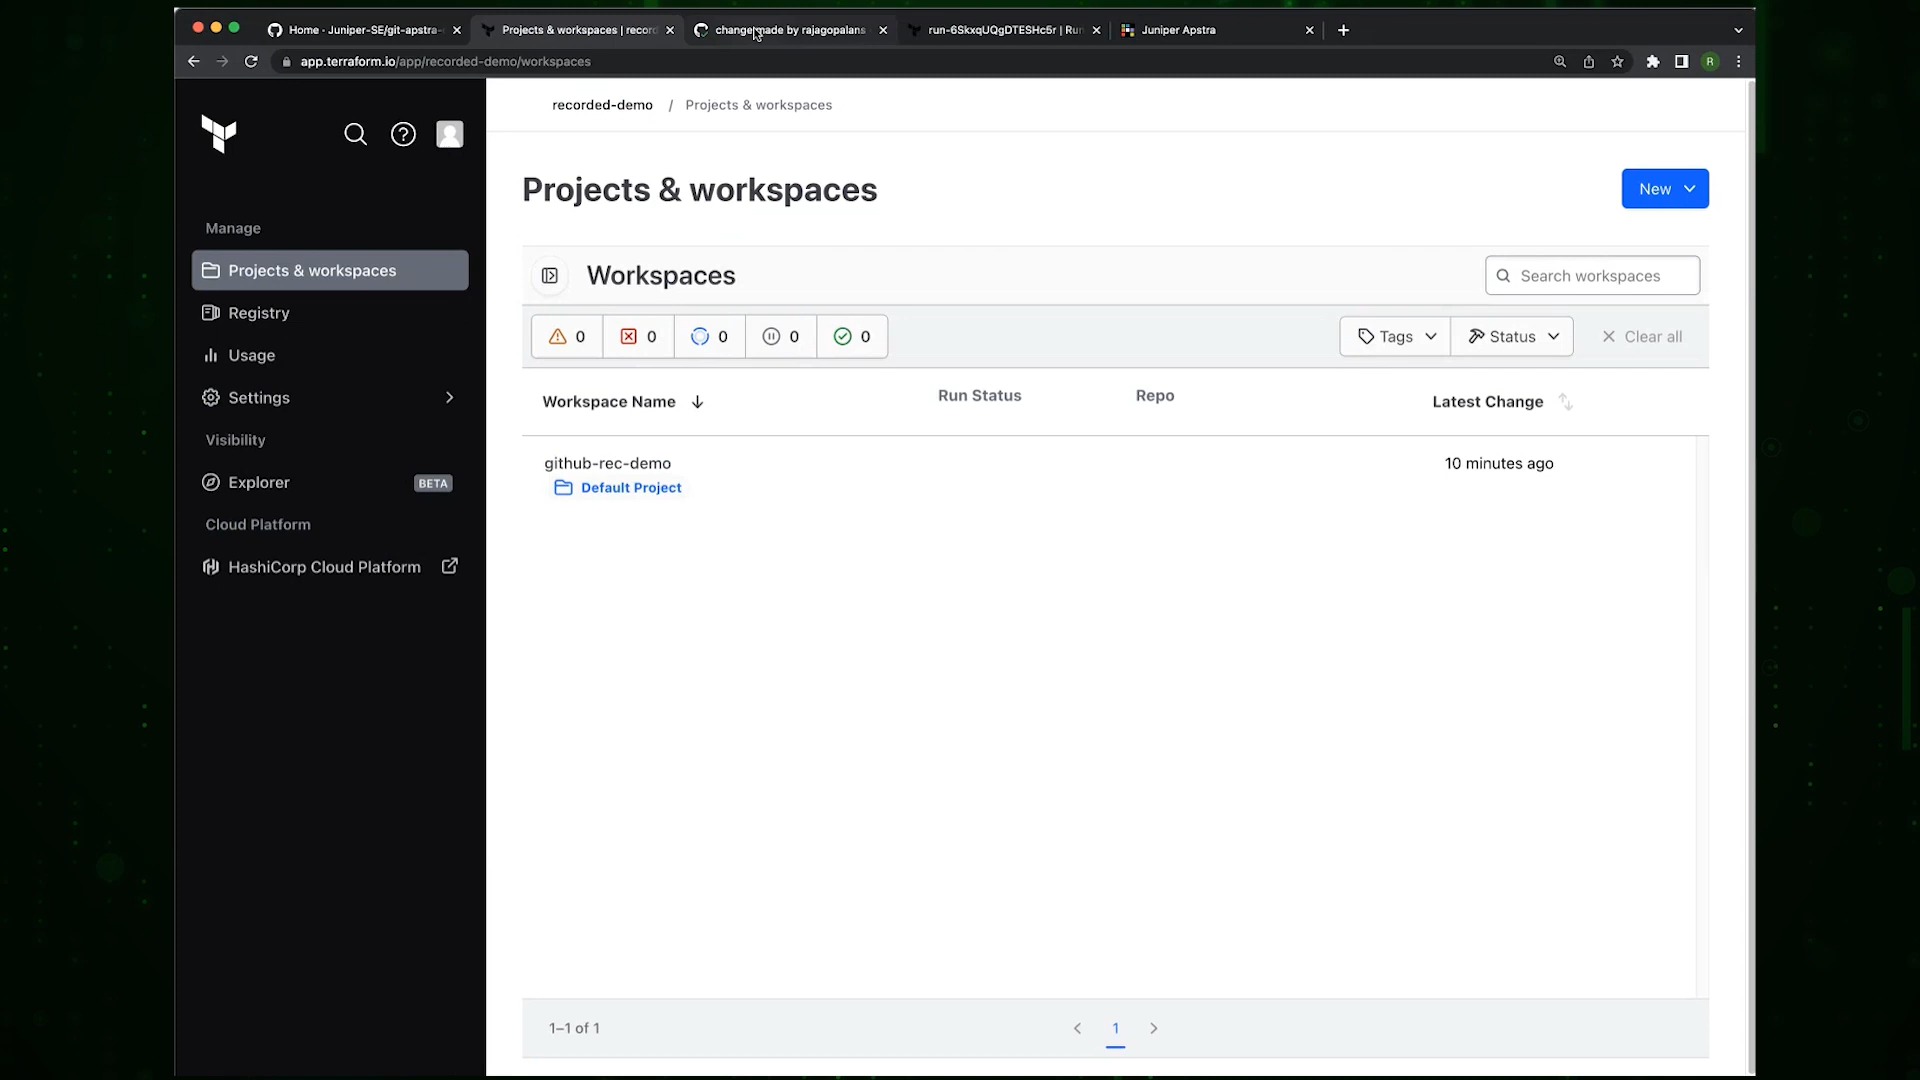 Home - Juniper-SE/git-apstra-
Projects & workspaces | record
change made by rajagopalans
run-6SkxqUQgDTESHc5r | Run
Juniper Apstra
app.terraform.io/app/recorded-demo/workspaces
R
recorded-demo / Projects & workspaces
Manage
Projects & workspaces
Registry
Usage
Settings
Visibility
Explorer
BETA
Cloud Platform
HashiCorp Cloud Platform
Projects & workspaces
New
Workspaces
Search workspaces
0
0
0
0
0
Tags
Status
Clear all
Workspace Name
Run Status
Repo
Latest Change
github-rec-demo
10 minutes ago
Default Project
1–1 of 1
1